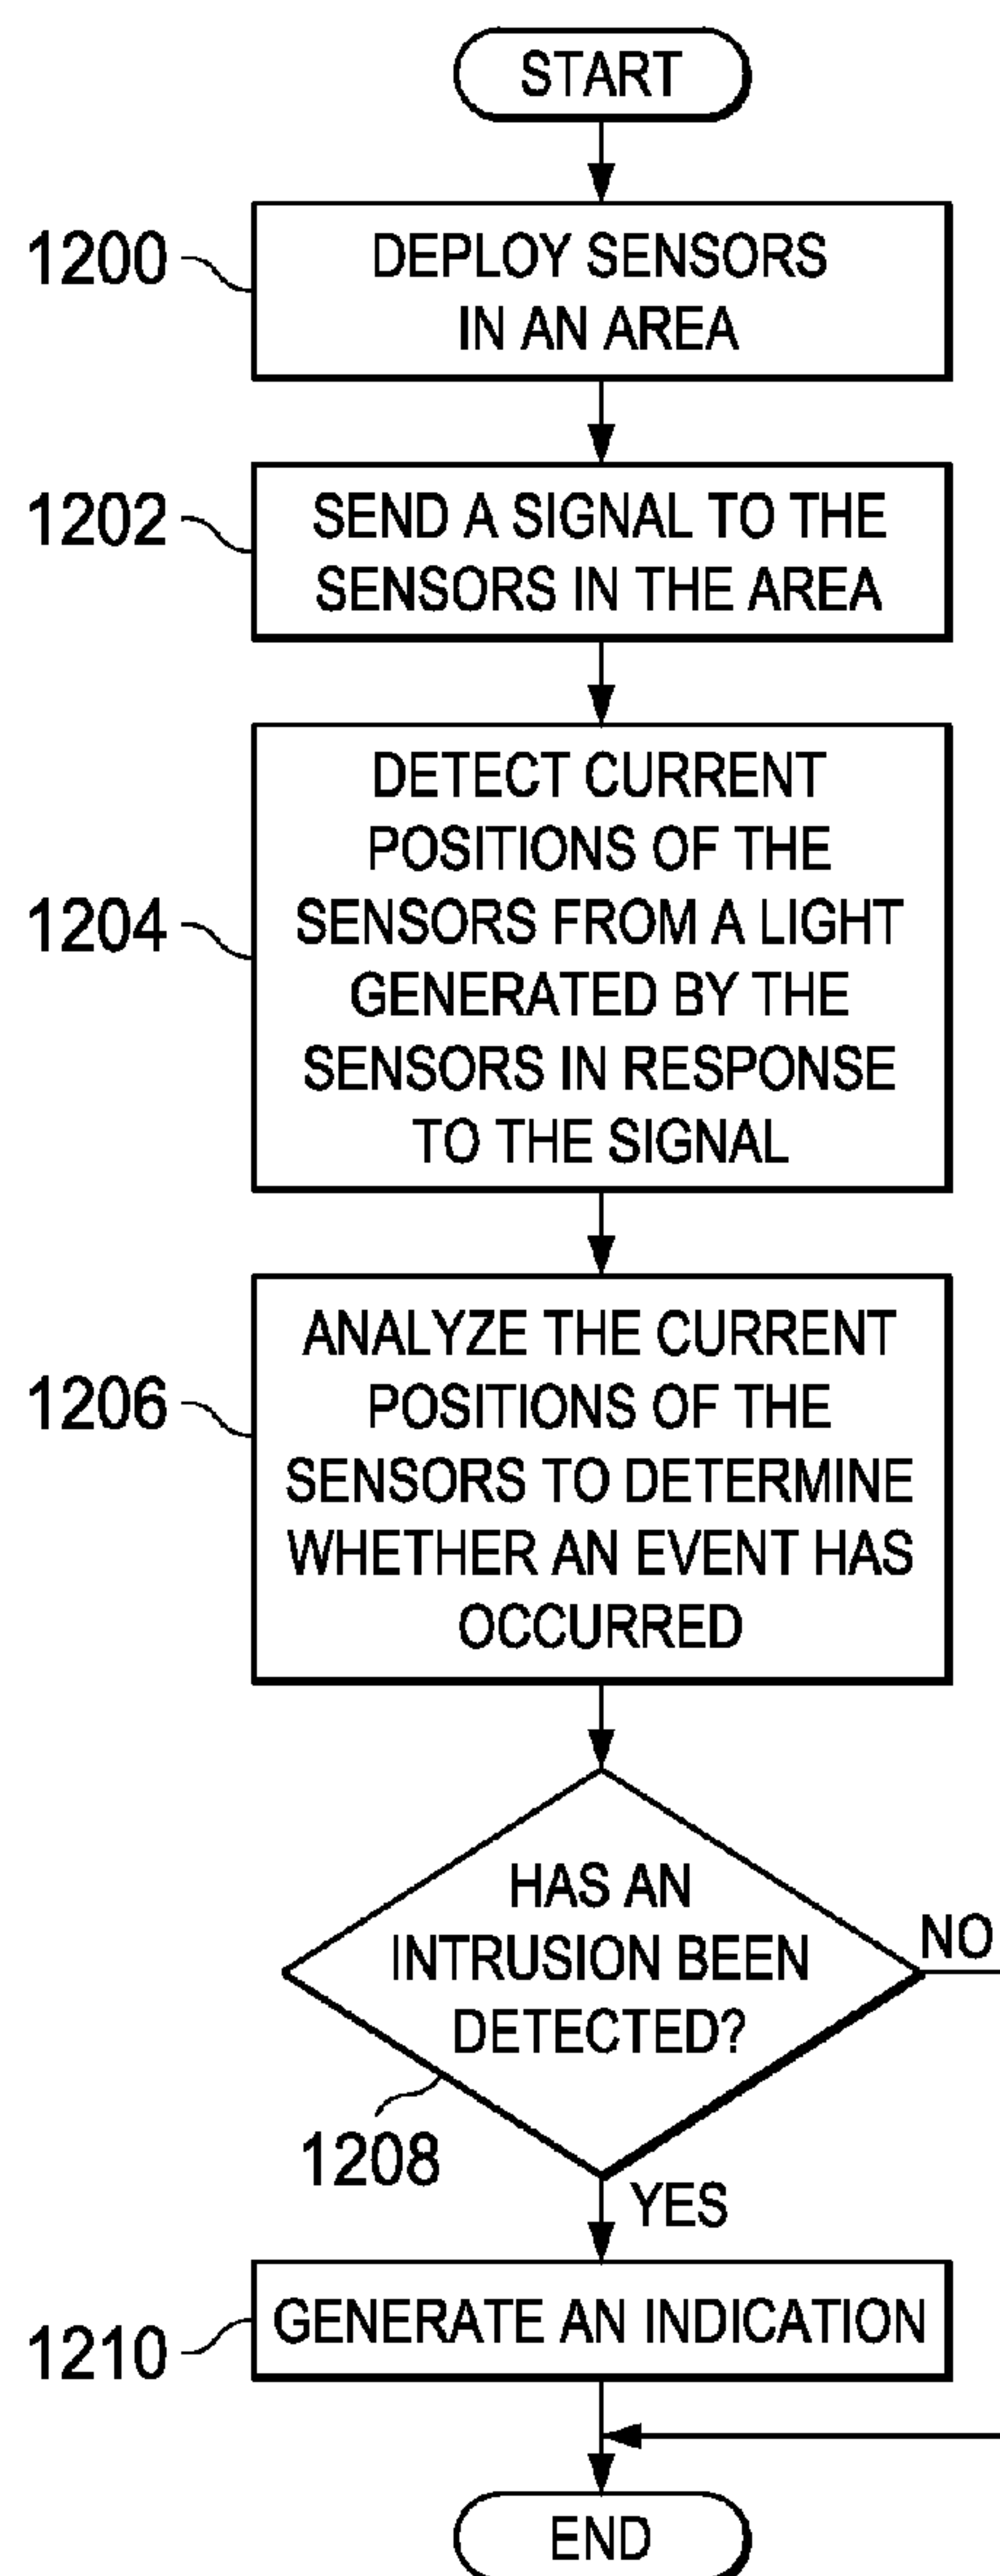 START
1200
DEPLOY SENSORS
IN AN AREA
1202
SEND A SIGNAL TO THE
SENSORS IN THE AREA
1204
DETECT CURRENT
POSITIONS OF THE
SENSORS FROM A LIGHT
GENERATED BY THE
SENSORS IN RESPONSE
TO THE SIGNAL
1206
ANALYZE THE CURRENT
POSITIONS OF THE
SENSORS TO DETERMINE
WHETHER AN EVENT HAS
OCCURRED
HAS AN
INTRUSION BEEN
DETECTED?
NO
1208
YES
1210
GENERATE AN INDICATION
END